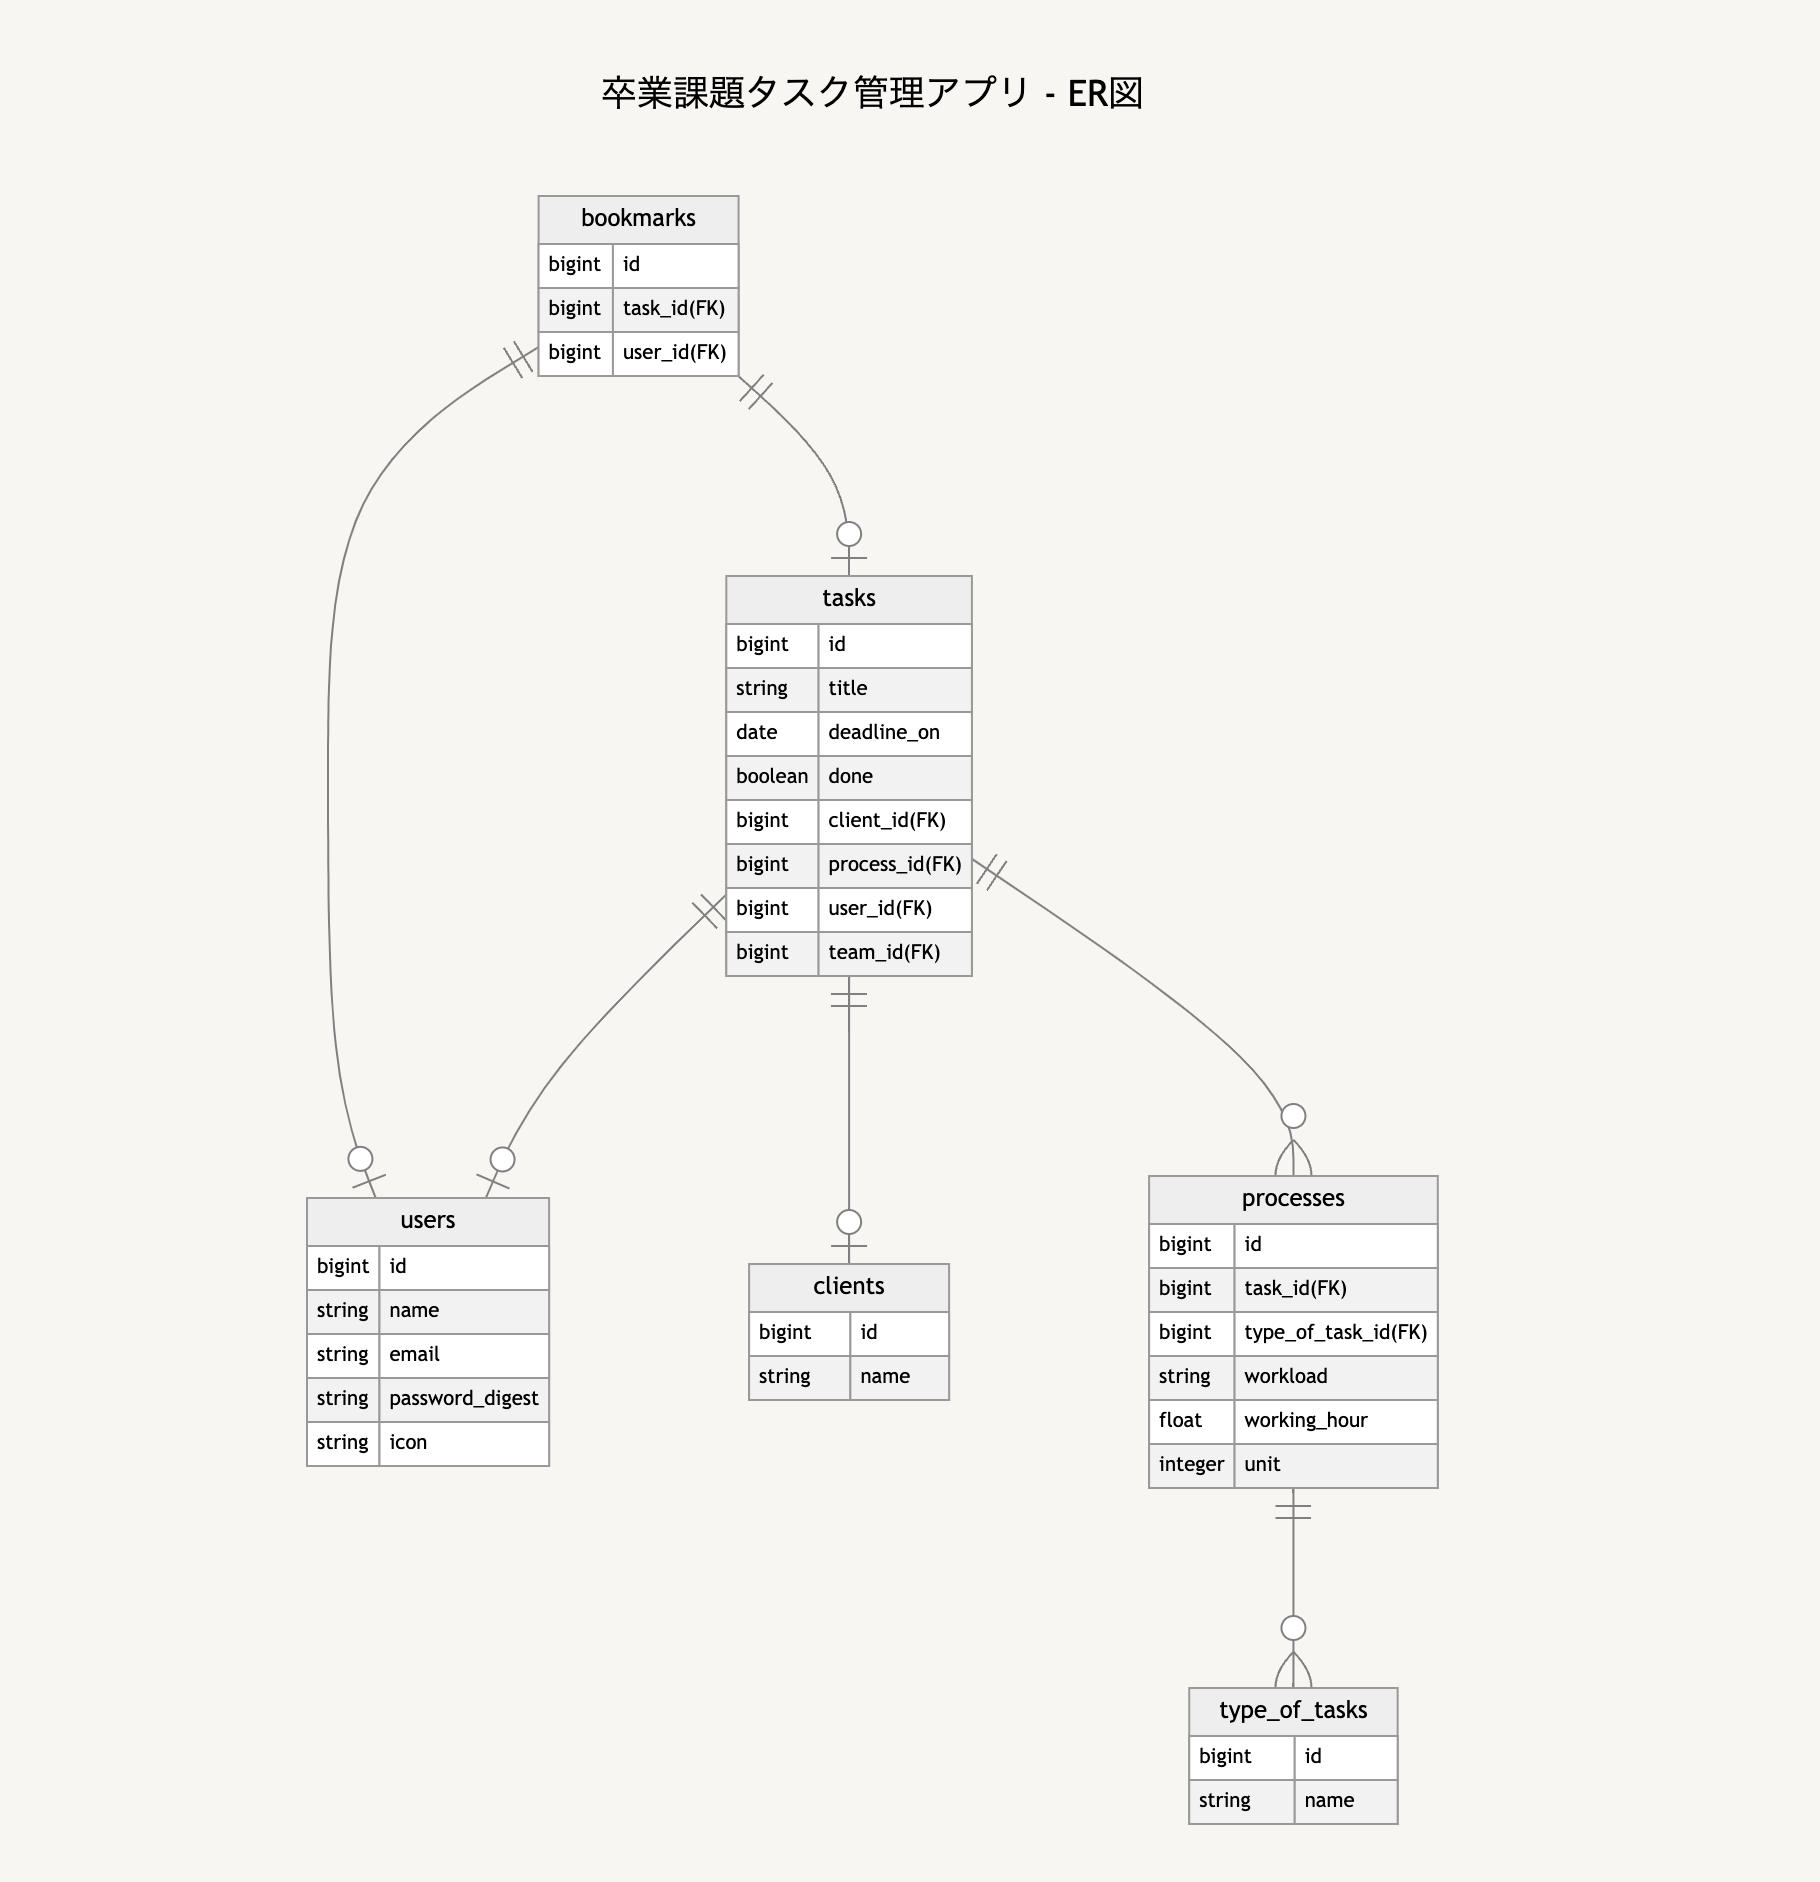 卒業課題タスク管理アプリ - ER図
bookmarks
bigint id
bigint task_id(FK)
bigint user_id(FK)
tasks
bigint id
string title
date deadline_on
boolean done
bigint client_id(FK)
bigint process_id(FK)
bigint user_id(FK)
bigint team_id(FK)
users
bigint id
string name
string email
string password_digest
string icon
clients
bigint id
string name
processes
bigint id
bigint task_id(FK)
bigint type_of_task_id(FK)
string workload
float working_hour
integer unit
type_of_tasks
bigint id
string name